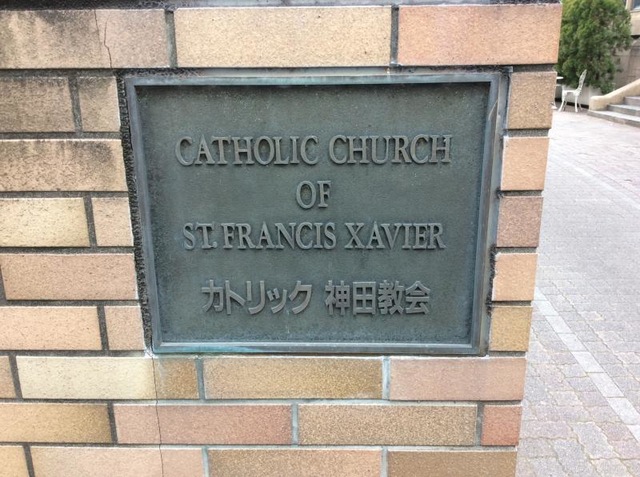 CATHOLIC CHURCH
OF
ST. FRANCIS XAVIER
カトリック 神田教会